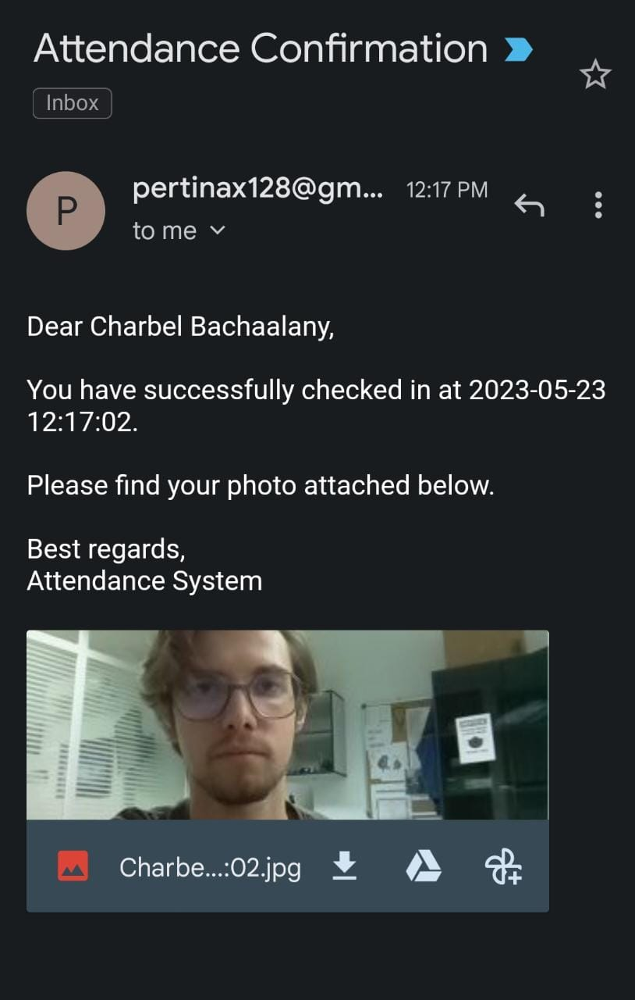 Attendance Confirmation
Inbox
P
pertinax128@gm... 12:17 PM
to me
Dear Charbel Bachaalany,
You have successfully checked in at 2023-05-23
12:17:02.
Please find your photo attached below.
Best regards,
Attendance System
Charbe...:02.jpg